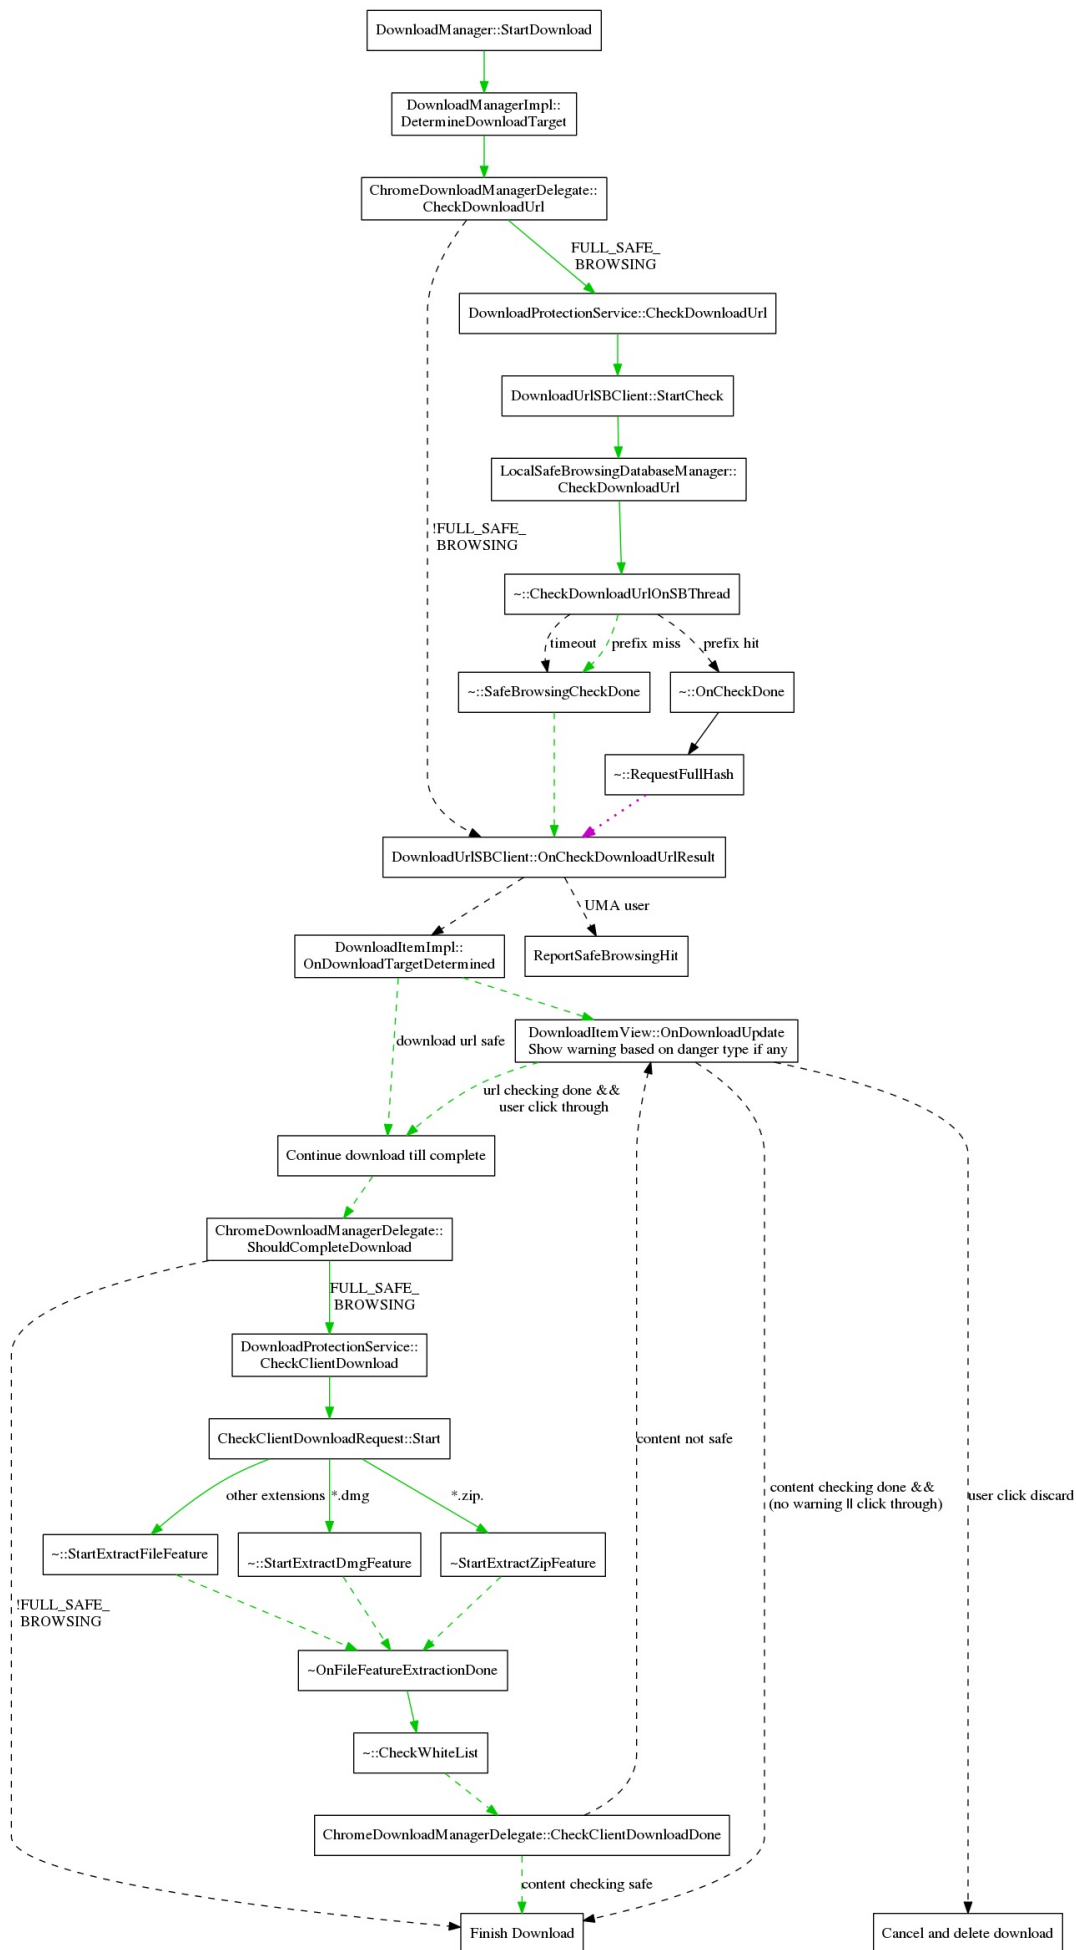 DownloadManager::StartDownload
DownloadManagerImpl::
DetermineDownloadTarget
ChromeDownloadManagerDelegate::
CheckDownloadUrl
FULL_SAFE_
BROWSING
DownloadProtectionService::CheckDownloadUrl
DownloadUrlSBClient::StartCheck
LocalSafeBrowsingDatabaseManager::
CheckDownloadUrl
!FULL_SAFE_
BROWSING
~::CheckDownloadUrlOnSBThread
timeout
prefix miss
prefix hit
~::SafeBrowsingCheckDone
~::OnCheckDone
~::RequestFullHash
DownloadUrlSBClient::OnCheckDownloadUrlResult
UMA user
DownloadItemImpl::
OnDownloadTargetDetermined
ReportSafeBrowsingHit
DownloadItemView::OnDownloadUpdate
Show warning based on danger type if any
download url safe
url checking done &&
user click through
Continue download till complete
ChromeDownloadManagerDelegate::
ShouldCompleteDownload
FULL_SAFE_
BROWSING
DownloadProtectionService::
CheckClientDownload
CheckClientDownloadRequest::Start
content not safe
other extensions
*.dmg
*.zip.
content checking done &&
(no warning || click through)
user click discard
~::StartExtractFileFeature
~::StartExtractDmgFeature
~StartExtractZipFeature
!FULL_SAFE_
BROWSING
~OnFileFeatureExtractionDone
~::CheckWhiteList
ChromeDownloadManagerDelegate::CheckClientDownloadDone
content checking safe
Finish Download
Cancel and delete download